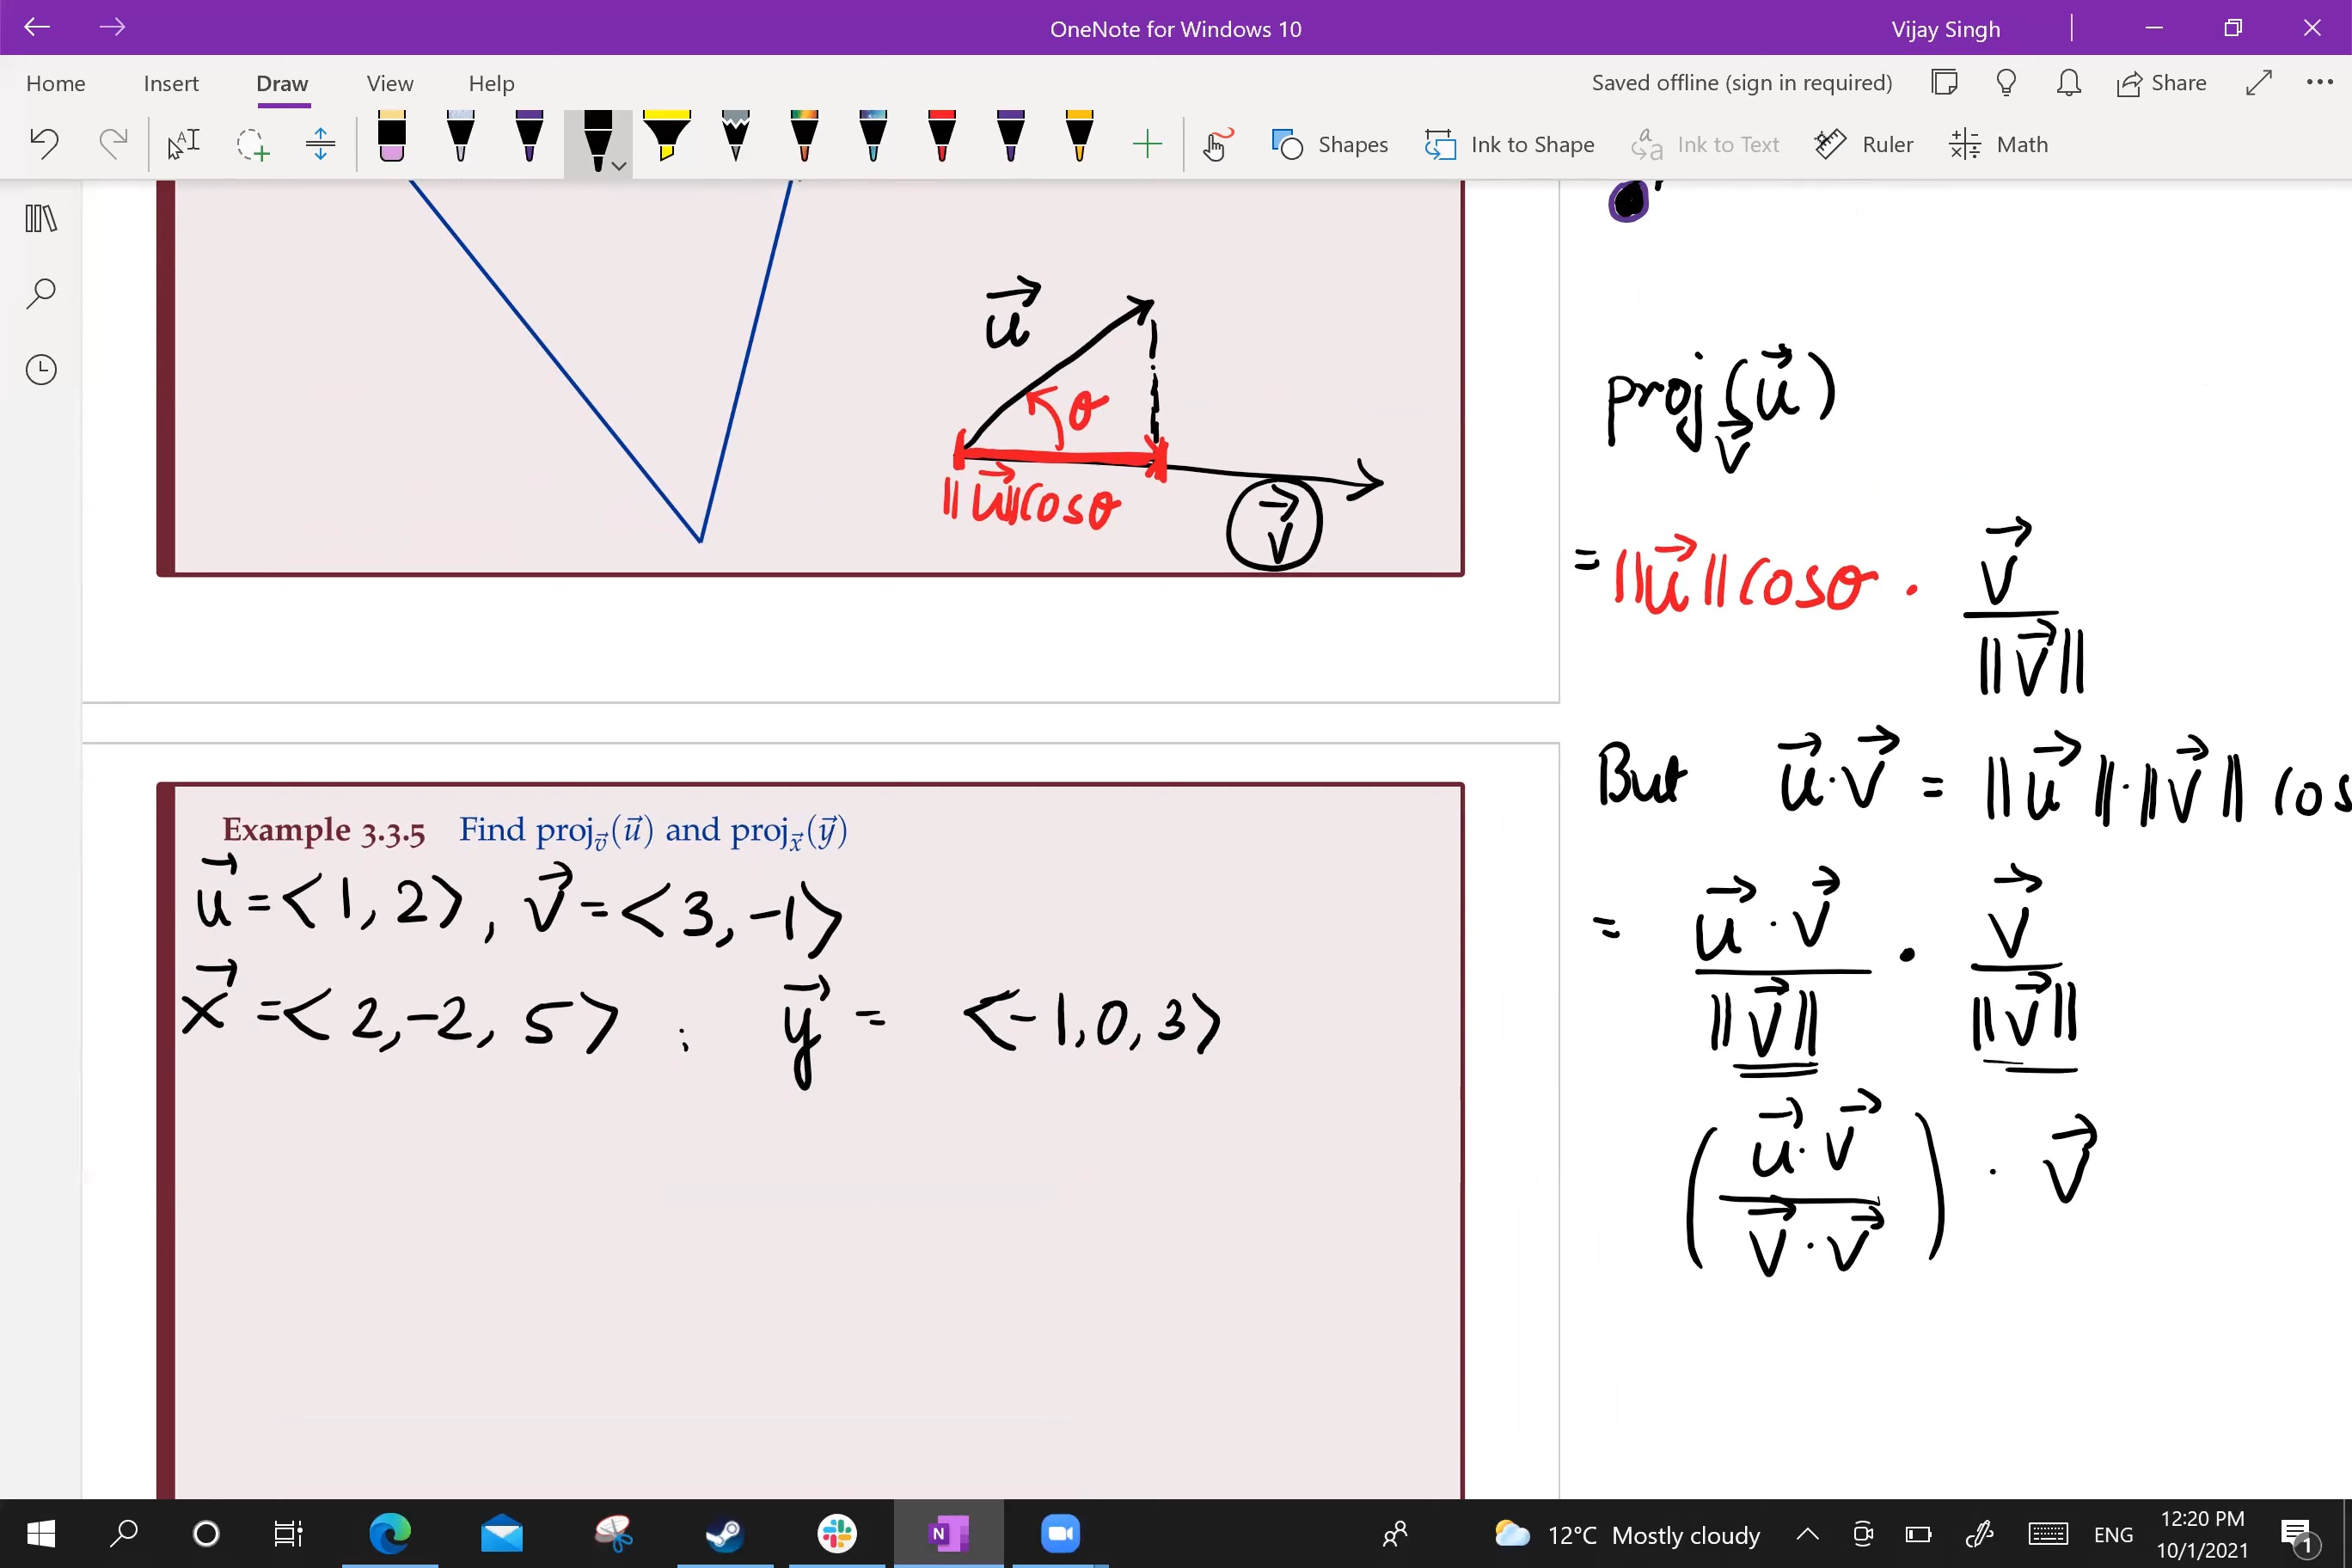 OneNote for Windows 10
Vijay Singh
Home Insert Draw View Help
Saved offline (sign in required)
Share
Shapes Ink to Shape Ink to Text Ruler Math
u⃗
θ
‖u⃗‖cosθ
v⃗
proj_v⃗(u⃗)
= ‖u⃗‖cosθ · v⃗/‖v⃗‖
But u⃗·v⃗ = ‖u⃗‖·‖v⃗‖ cos
= (u⃗·v⃗)/‖v⃗‖ · v⃗/‖v⃗‖
((u⃗·v⃗)/(v⃗·v⃗)) · v⃗
Example 3.3.5 Find proj_v⃗(u⃗) and proj_x⃗(y⃗)
u⃗ = <1, 2>, v⃗ = <3, -1>
x⃗ = <2, -2, 5> ; y⃗ = <-1, 0, 3>
12°C Mostly cloudy
ENG
12:20 PM
10/1/2021
1